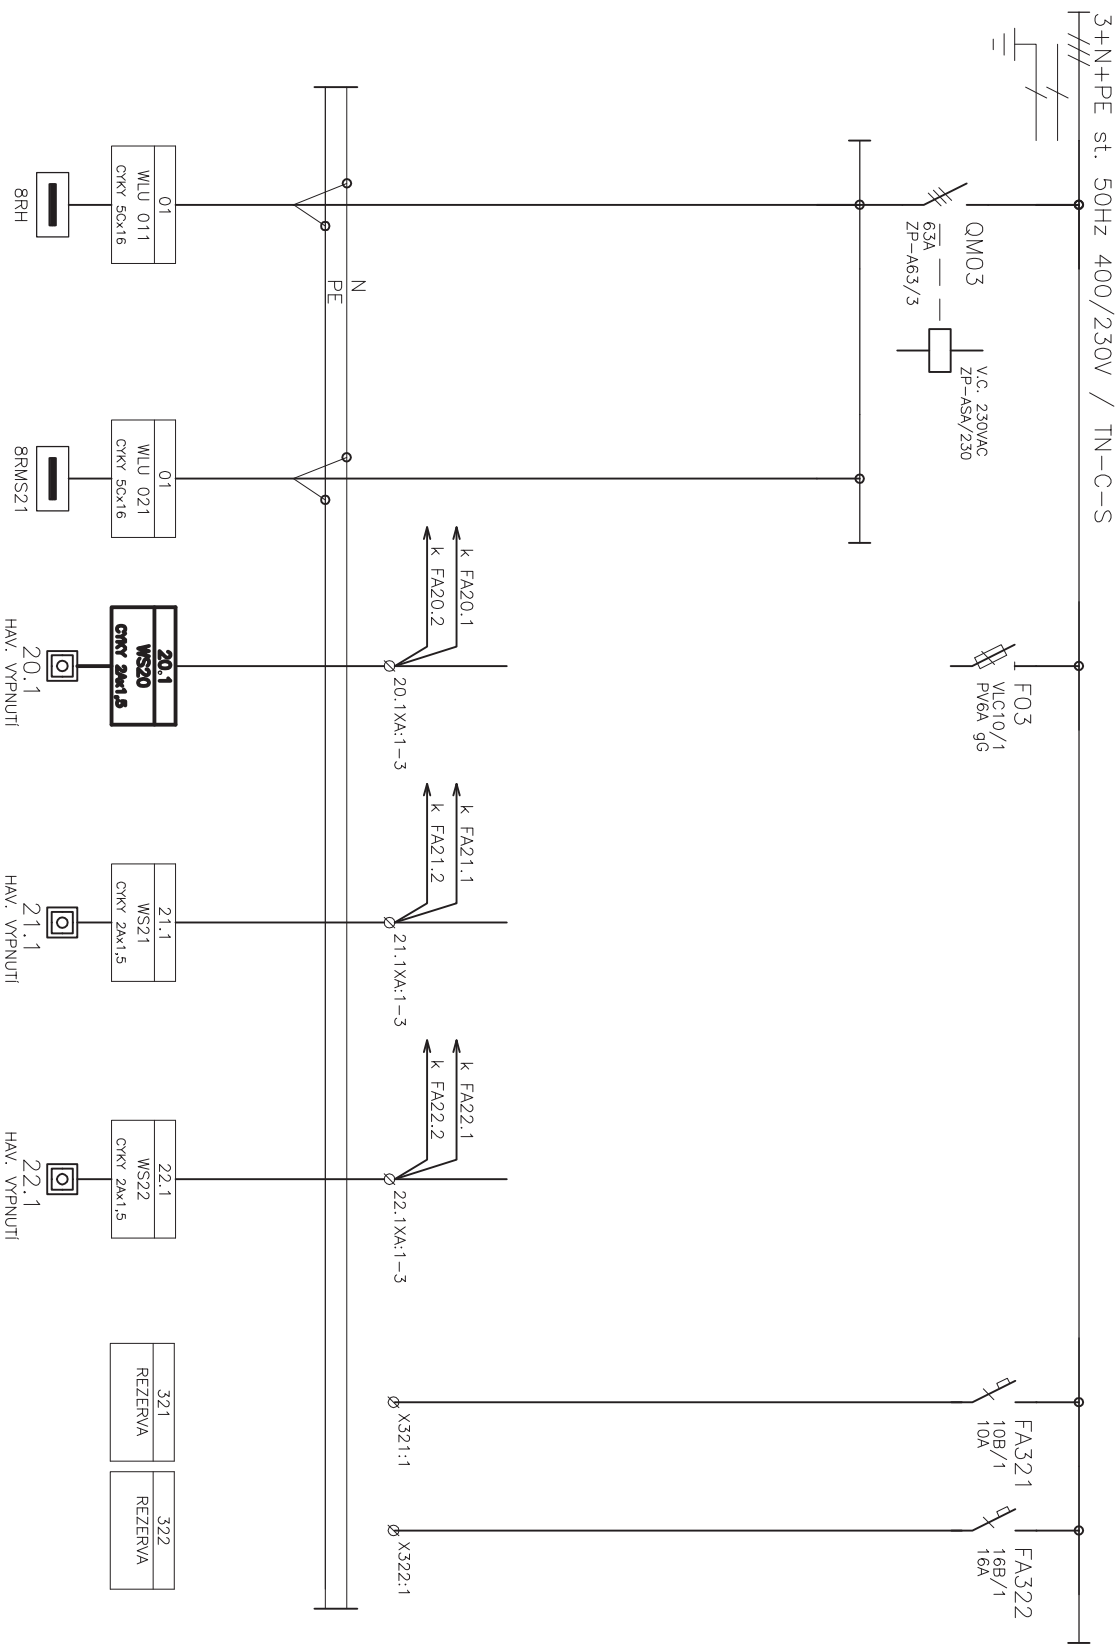 3+N+PE st. 50Hz 400/230V / TN-C-S
QM03
63A
ZP-A63/3
V.C. 230VAC
ZP-ASA/230
F03
VLC10/1
PV6A gG
FA321
10B/1
10A
FA322
16B/1
16A
k FA20.1
k FA20.2
20.1XA:1-3
k FA21.1
k FA21.2
21.1XA:1-3
k FA22.1
k FA22.2
22.1XA:1-3
X321:1
X322:1
N
PE
01
WLU 011
CYKY 5Cx16
8RH
01
WLU 021
CYKY 5Cx16
8RMS21
20.1
WS20
CYKY 2Ax1,5
20.1
HAV. VYPNUTÍ
21.1
WS21
CYKY 2Ax1,5
21.1
HAV. VYPNUTÍ
22.1
WS22
CYKY 2Ax1,5
22.1
HAV. VYPNUTÍ
321
REZERVA
322
REZERVA